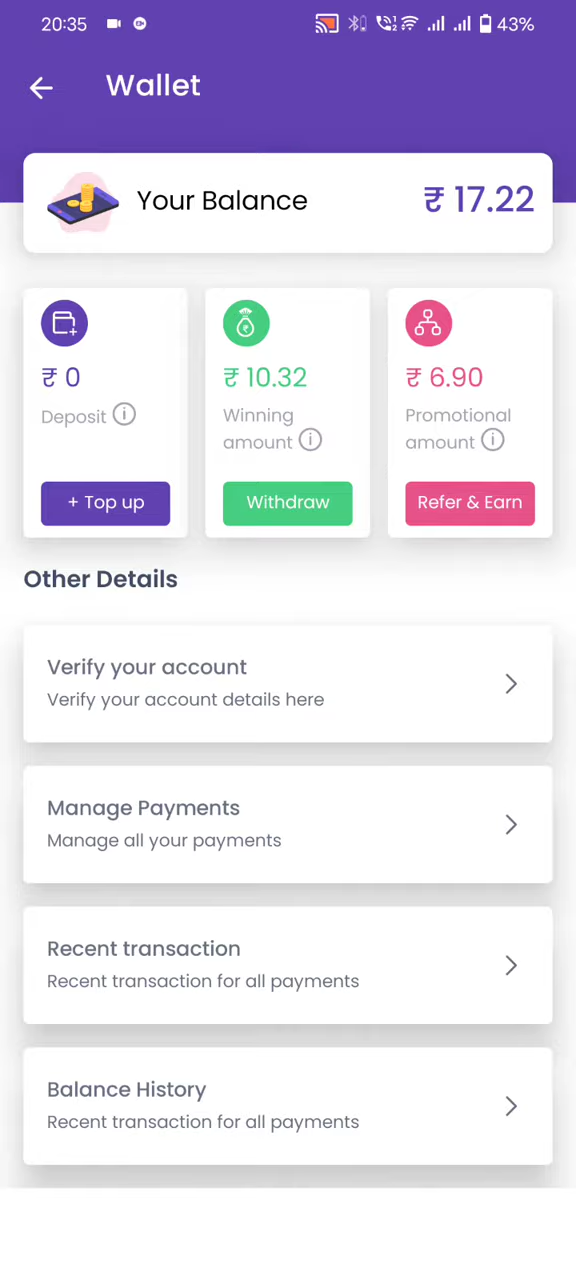 20:35
43%
Wallet
Your Balance
₹ 17.22
₹ 0
Deposit
+ Top up
₹ 10.32
Winning
amount
Withdraw
₹ 6.90
Promotional
amount
Refer & Earn
Other Details
Verify your account
Verify your account details here
Manage Payments
Manage all your payments
Recent transaction
Recent transaction for all payments
Balance History
Recent transaction for all payments